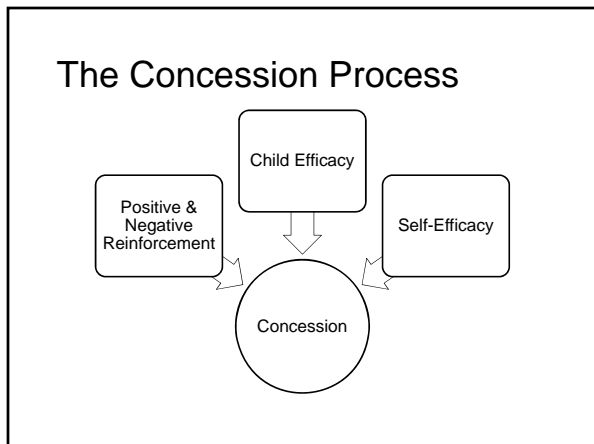 The Concession Process
Child Efficacy
Positive &
Negative
Reinforcement
Self-Efficacy
Concession